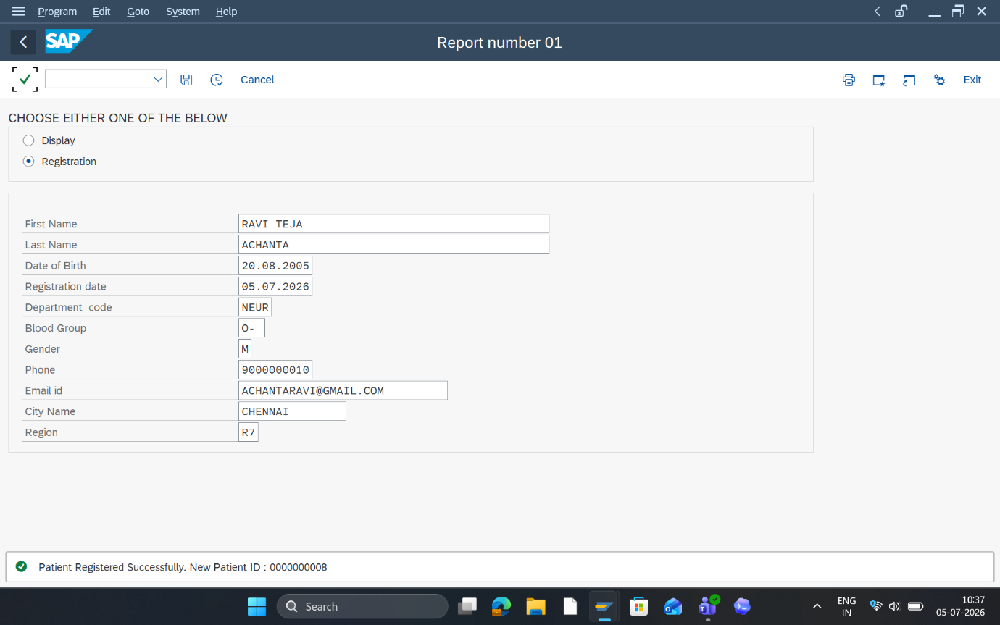 Program Edit Goto System Help
SAP
Report number 01
Cancel
Exit
CHOOSE EITHER ONE OF THE BELOW
Display
Registration
First Name RAVI TEJA
Last Name ACHANTA
Date of Birth 20.08.2005
Registration date 05.07.2026
Department  code NEUR
Blood Group O-
Gender M
Phone 9000000010
Email id ACHANTARAVI@GMAIL.COM
City Name CHENNAI
Region R7
Patient Registered Successfully. New Patient ID : 0000000008
Search
ENG
IN
10:37
05-07-2026